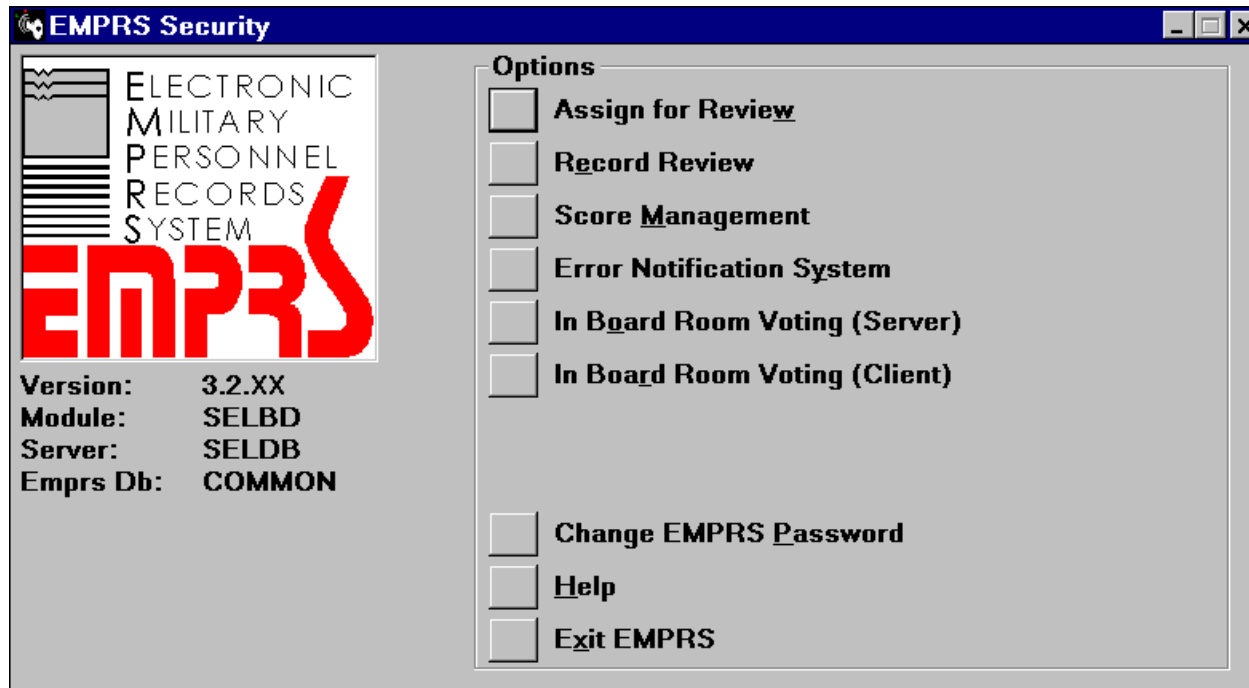 EMPRS Security
ELECTRONIC
MILITARY
PERSONNEL
RECORDS
SYSTEM
EMPRS
Version: 3.2.XX
Module: SELBD
Server: SELDB
Emprs Db: COMMON
Options
Assign for Review
Record Review
Score Management
Error Notification System
In Board Room Voting (Server)
In Board Room Voting (Client)
Change EMPRS Password
Help
Exit EMPRS